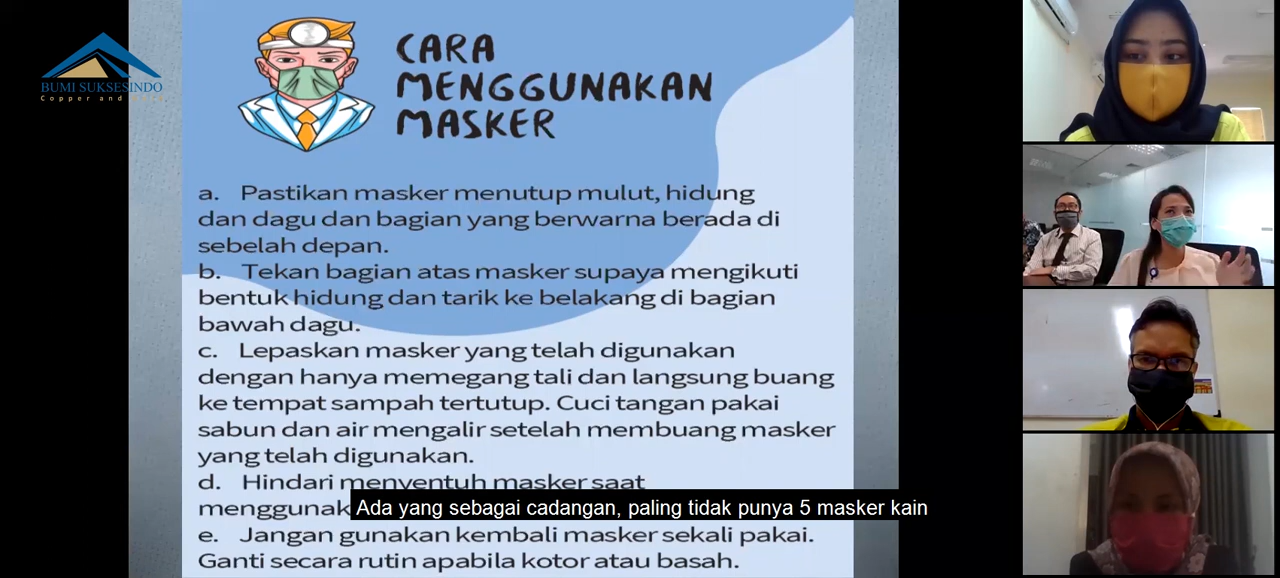 BUMI SUKSESINDO
Copper and
CARA
MENGGUNAKAN
MASKER
a. Pastikan masker menutup mulut, hidung
dan dagu dan bagian yang berwarna berada di
sebelah depan.
b. Tekan bagian atas masker supaya mengikuti
bentuk hidung dan tarik ke belakang di bagian
bawah dagu.
c. Lepaskan masker yang telah digunakan
dengan hanya memegang tali dan langsung buang
ke tempat sampah tertutup. Cuci tangan pakai
sabun dan air mengalir setelah membuang masker
yang telah digunakan.
d. Hindari menyentuh masker saat
menggunak
Ada yang sebagai cadangan, paling tidak punya 5 masker kain
e. Jangan gunakan kembali masker sekali pakai.
Ganti secara rutin apabila kotor atau basah.